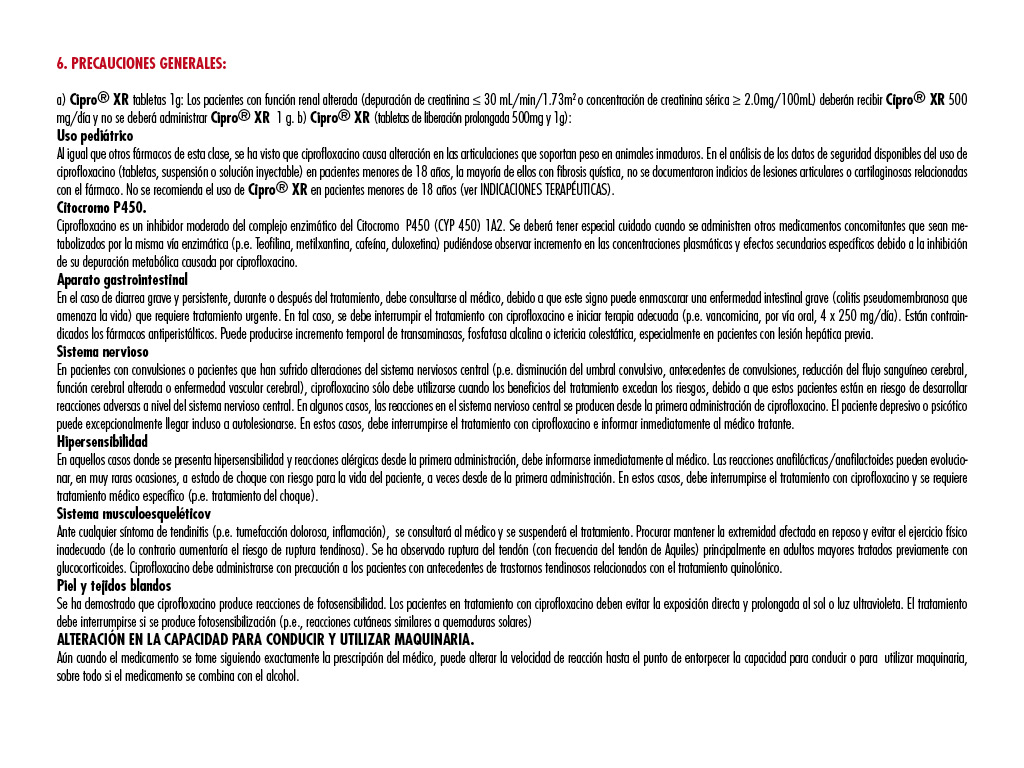 6. PRECAUCIONES GENERALES:
a) Cipro® XR tabletas 1g: Los pacientes con función renal alterada (depuración de creatinina ≤ 30 mL/min/1.73m² o concentración de creatinina sérica ≥ 2.0mg/100mL) deberán recibir Cipro® XR 500
mg/día y no se deberá administrar Cipro® XR 1 g. b) Cipro® XR (tabletas de liberación prolongada 500mg y 1g):
Uso pediátrico
Al igual que otros fármacos de esta clase, se ha visto que ciprofloxacino causa alteración en las articulaciones que soportan peso en animales inmaduros. En el análisis de los datos de seguridad disponibles del uso de
ciprofloxacino (tabletas, suspensión o solución inyectable) en pacientes menores de 18 años, la mayoría de ellos con fibrosis quística, no se documentaron indicios de lesiones articulares o cartilaginosas relacionadas
con el fármaco. No se recomienda el uso de Cipro® XR en pacientes menores de 18 años (ver INDICACIONES TERAPÉUTICAS).
Citocromo P450.
Ciprofloxacino es un inhibidor moderado del complejo enzimático del Citocromo P450 (CYP 450) 1A2. Se deberá tener especial cuidado cuando se administren otros medicamentos concomitantes que sean me-
tabolizados por la misma vía enzimática (p.e. Teofilina, metilxantina, cafeína, duloxetina) pudiéndose observar incremento en las concentraciones plasmáticas y efectos secundarios específicos debido a la inhibición
de su depuración metabólica causada por ciprofloxacino.
Aparato gastrointestinal
En el caso de diarrea grave y persistente, durante o después del tratamiento, debe consultarse al médico, debido a que este signo puede enmascarar una enfermedad intestinal grave (colitis pseudomembranosa que
amenaza la vida) que requiere tratamiento urgente. En tal caso, se debe interrumpir el tratamiento con ciprofloxacino e iniciar terapia adecuada (p.e. vancomicina, por vía oral, 4 x 250 mg/día). Están contrain-
dicados los fármacos antiperistálticos. Puede producirse incremento temporal de transaminasas, fosfatasa alcalina o ictericia colestática, especialmente en pacientes con lesión hepática previa.
Sistema nervioso
En pacientes con convulsiones o pacientes que han sufrido alteraciones del sistema nerviosos central (p.e. disminución del umbral convulsivo, antecedentes de convulsiones, reducción del flujo sanguíneo cerebral,
función cerebral alterada o enfermedad vascular cerebral), ciprofloxacino sólo debe utilizarse cuando los beneficios del tratamiento excedan los riesgos, debido a que estos pacientes están en riesgo de desarrollar
reacciones adversas a nivel del sistema nervioso central. En algunos casos, las reacciones en el sistema nervioso central se producen desde la primera administración de ciprofloxacino. El paciente depresivo o psicótico
puede excepcionalmente llegar incluso a autolesionarse. En estos casos, debe interrumpirse el tratamiento con ciprofloxacino e informar inmediatamente al médico tratante.
Hipersensibilidad
En aquellos casos donde se presenta hipersensibilidad y reacciones alérgicas desde la primera administración, debe informarse inmediatamente al médico. Las reacciones anafilácticas/anafilactoides pueden evolucio-
nar, en muy raras ocasiones, a estado de choque con riesgo para la vida del paciente, a veces desde de la primera administración. En estos casos, debe interrumpirse el tratamiento con ciprofloxacino y se requiere
tratamiento médico específico (p.e. tratamiento del choque).
Sistema musculoesqueléticov
Ante cualquier síntoma de tendinitis (p.e. tumefacción dolorosa, inflamación), se consultará al médico y se suspenderá el tratamiento. Procurar mantener la extremidad afectada en reposo y evitar el ejercicio físico
inadecuado (de lo contrario aumentaría el riesgo de ruptura tendinosa). Se ha observado ruptura del tendón (con frecuencia del tendón de Aquiles) principalmente en adultos mayores tratados previamente con
glucocorticoides. Ciprofloxacino debe administrarse con precaución a los pacientes con antecedentes de trastornos tendinosos relacionados con el tratamiento quinolónico.
Piel y tejidos blandos
Se ha demostrado que ciprofloxacino produce reacciones de fotosensibilidad. Los pacientes en tratamiento con ciprofloxacino deben evitar la exposición directa y prolongada al sol o luz ultravioleta. El tratamiento
debe interrumpirse si se produce fotosensibilización (p.e., reacciones cutáneas similares a quemaduras solares)
ALTERACIÓN EN LA CAPACIDAD PARA CONDUCIR Y UTILIZAR MAQUINARIA.
Aún cuando el medicamento se tome siguiendo exactamente la prescripción del médico, puede alterar la velocidad de reacción hasta el punto de entorpecer la capacidad para conducir o para utilizar maquinaria,
sobre todo si el medicamento se combina con el alcohol.